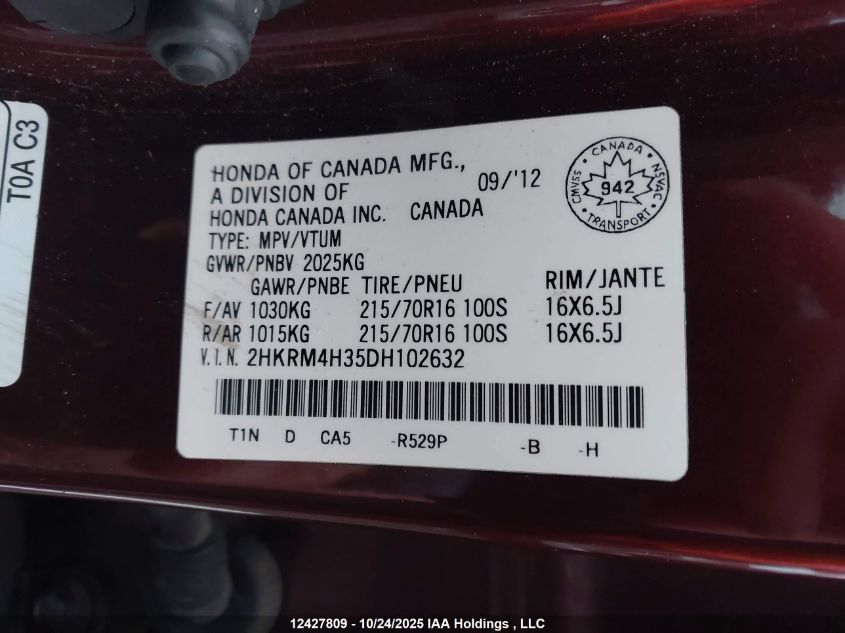 T0A C3
HONDA OF CANADA MFG.,
A DIVISION OF
HONDA CANADA INC. CANADA
09/'12
CANADA
CMVSS
NSVAC
942
TRANSPORT
TYPE: MPV/VTUM
GVWR/PNBV 2025KG
GAWR/PNBE TIRE/PNEU RIM/JANTE
F/AV 1030KG 215/70R16 100S 16X6.5J
R/AR 1015KG 215/70R16 100S 16X6.5J
V.I.N. 2HKRM4H35DH102632
T1N D CA5 -R529P -B -H
12427809 - 10/24/2025 IAA Holdings , LLC